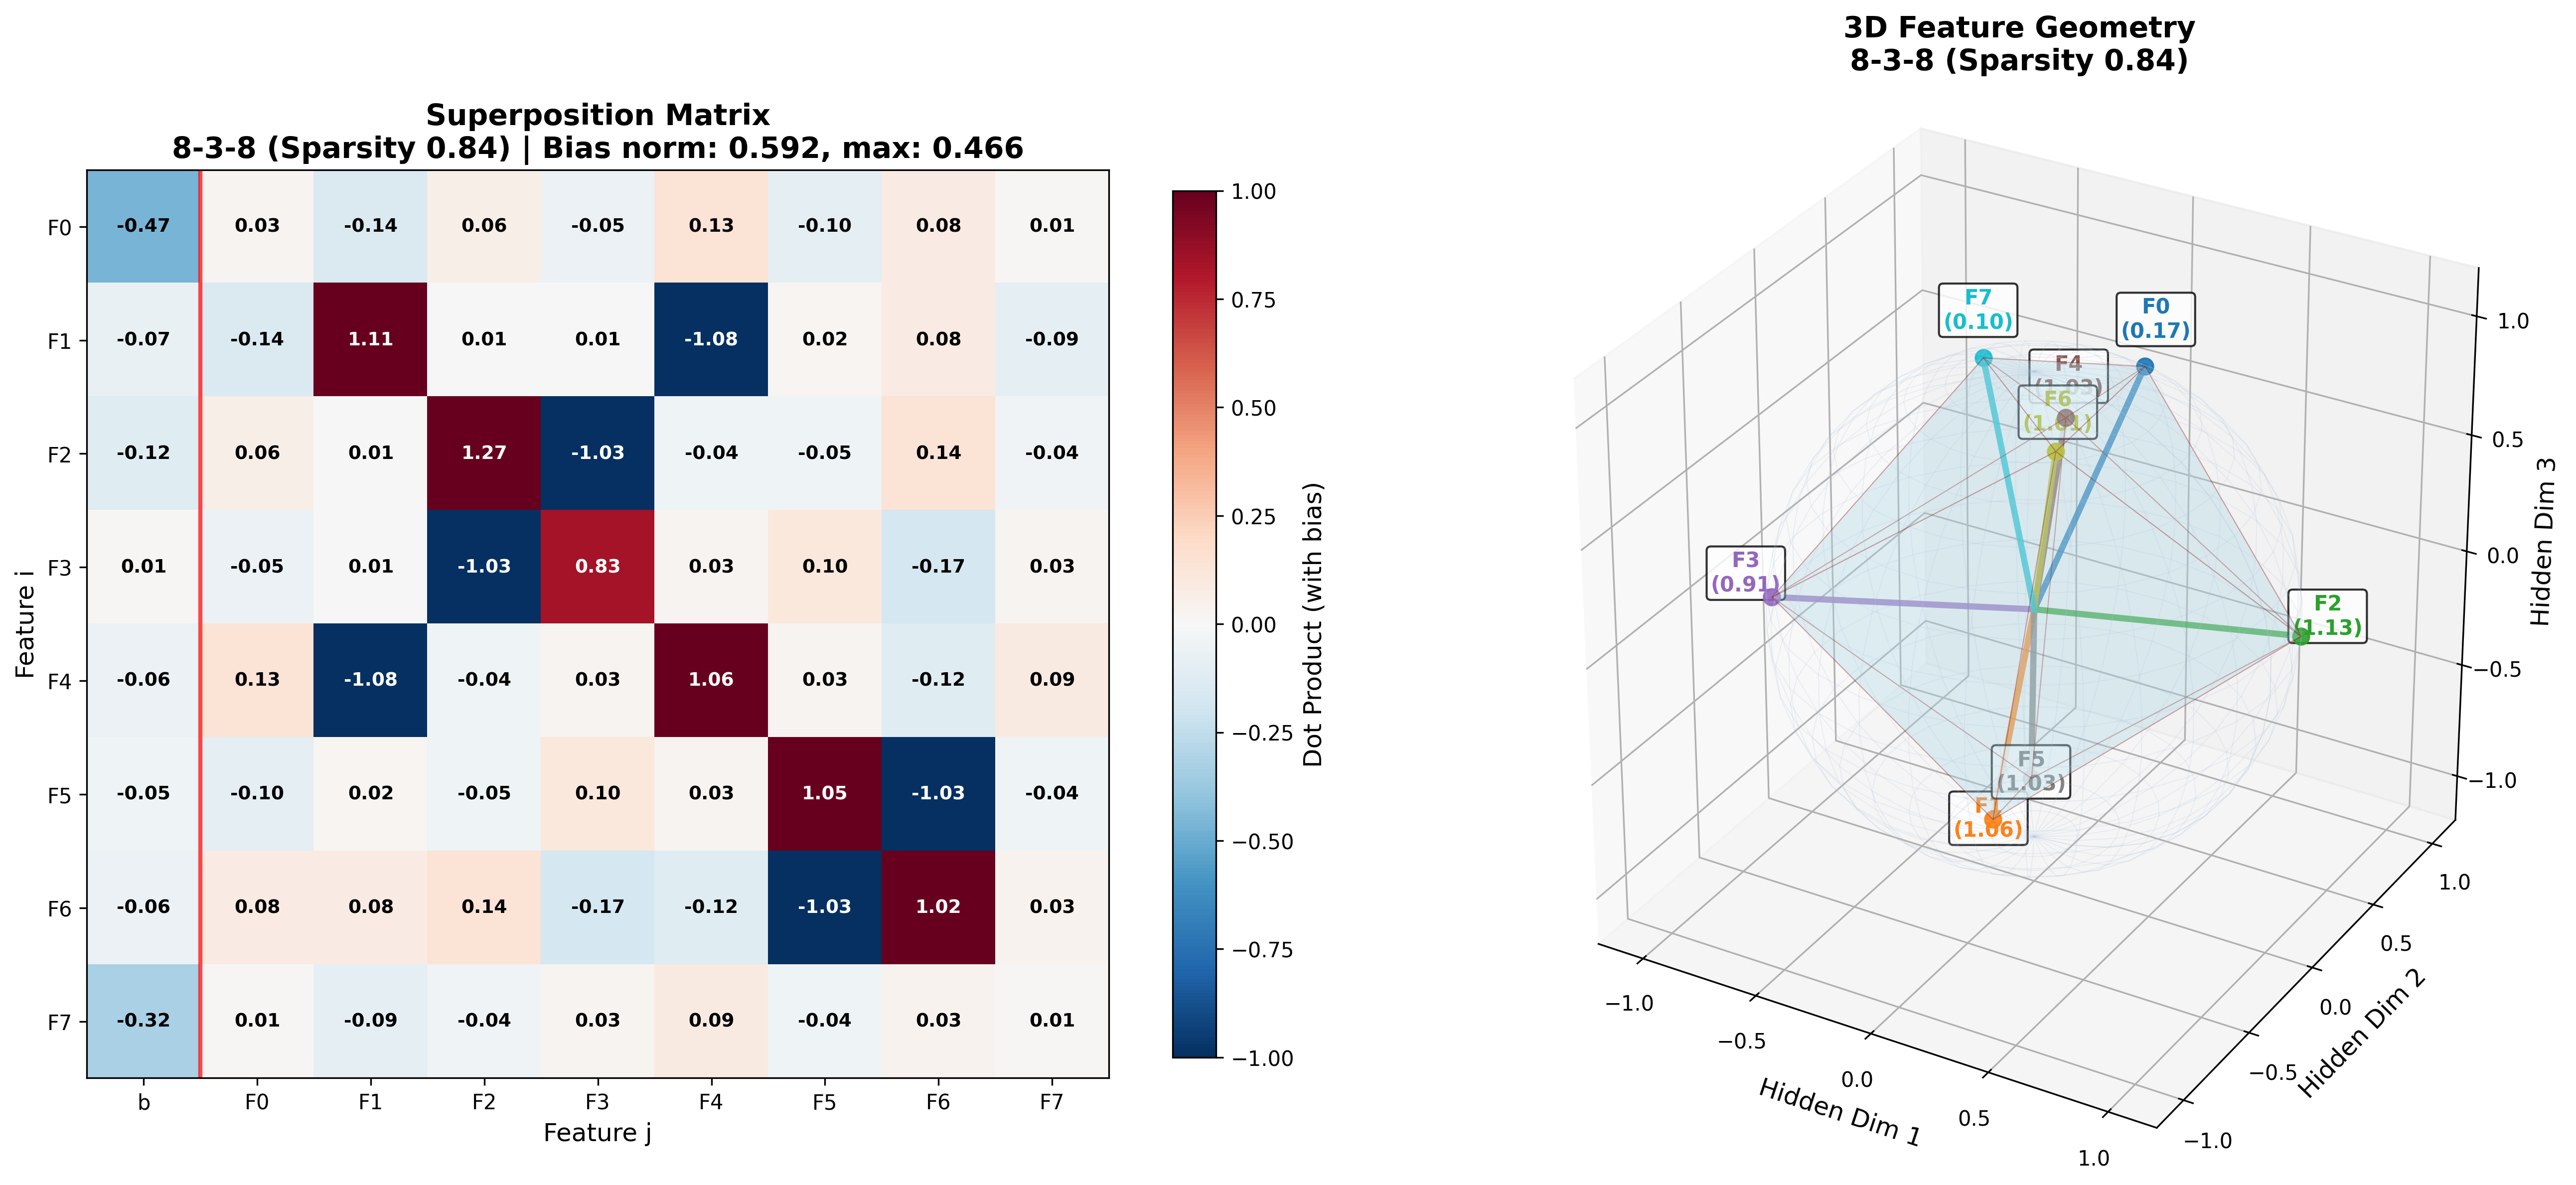 Superposition Matrix
8-3-8 (Sparsity 0.84) | Bias norm: 0.592, max: 0.466
F0 -0.47 0.03 -0.14 0.06 -0.05 0.13 -0.10 0.08 0.01
F1 -0.07 -0.14 1.11 0.01 0.01 -1.08 0.02 0.08 -0.09
F2 -0.12 0.06 0.01 1.27 -1.03 -0.04 -0.05 0.14 -0.04
F3 0.01 -0.05 0.01 -1.03 0.83 0.03 0.10 -0.17 0.03
F4 -0.06 0.13 -1.08 -0.04 0.03 1.06 0.03 -0.12 0.09
F5 -0.05 -0.10 0.02 -0.05 0.10 0.03 1.05 -1.03 -0.04
F6 -0.06 0.08 0.08 0.14 -0.17 -0.12 -1.03 1.02 0.03
F7 -0.32 0.01 -0.09 -0.04 0.03 0.09 -0.04 0.03 0.01
b F0 F1 F2 F3 F4 F5 F6 F7
Feature j
Feature i
1.00
0.75
0.50
0.25
0.00
−0.25
−0.50
−0.75
−1.00
Dot Product (with bias)
3D Feature Geometry
8-3-8 (Sparsity 0.84)
F7
(0.10)
F0
(0.17)
F4
(1.03)
F6
(1.01)
F3
(0.91)
F2
(1.13)
F5
(1.03)
(1.06)
1.0
0.5
0.0
−0.5
−1.0
Hidden Dim 3
1.0
0.5
0.0
−0.5
−1.0
Hidden Dim 2
−1.0
−0.5
0.0
0.5
1.0
Hidden Dim 1